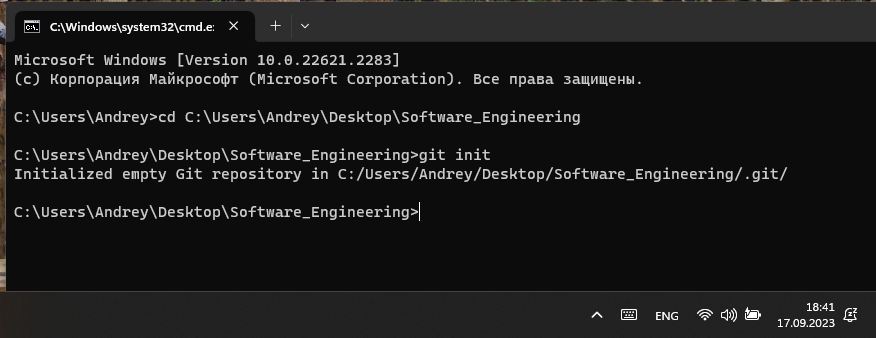 C:\Windows\system32\cmd.e:
Microsoft Windows [Version 10.0.22621.2283]
(c) Корпорация Майкрософт (Microsoft Corporation). Все права защищены.
C:\Users\Andrey>cd C:\Users\Andrey\Desktop\Software_Engineering
C:\Users\Andrey\Desktop\Software_Engineering>git init
Initialized empty Git repository in C:/Users/Andrey/Desktop/Software_Engineering/.git/
C:\Users\Andrey\Desktop\Software_Engineering>
ENG
18:41
17.09.2023